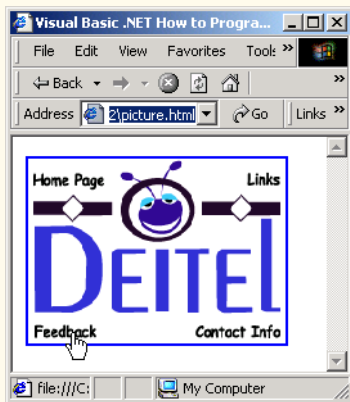 Visual Basic .NET How to Progra...
File Edit View Favorites Tools »
Back »
Address 2\picture.html Go Links »
Home Page Links
DEITEL
Feedback Contact Info
file:///C: My Computer